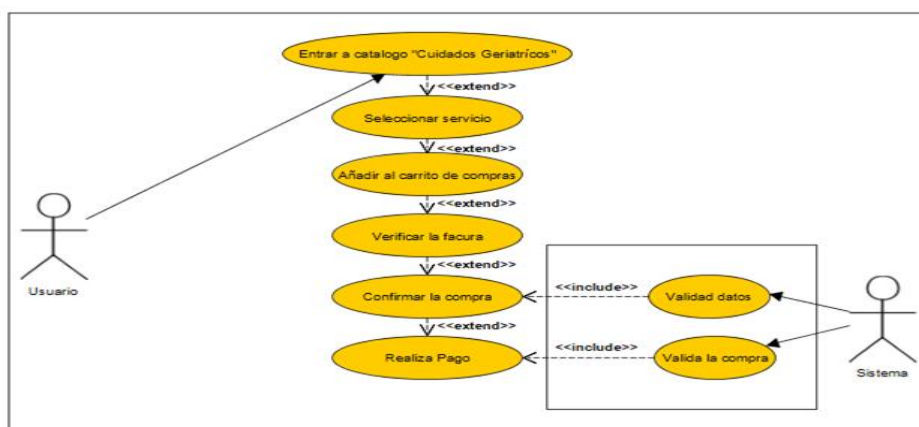 Entrar a catalogo "Cuidados Geriatrícos"
<<extend>>
Seleccionar servicio
<<extend>>
Añadir al carrito de compras
<<extend>>
Verificar la facura
<<extend>>
Confirmar la compra
<<include>>
Validad datos
<<extend>>
Realiza Pago
<<include>>
Valida la compra
Usuario
Sistema